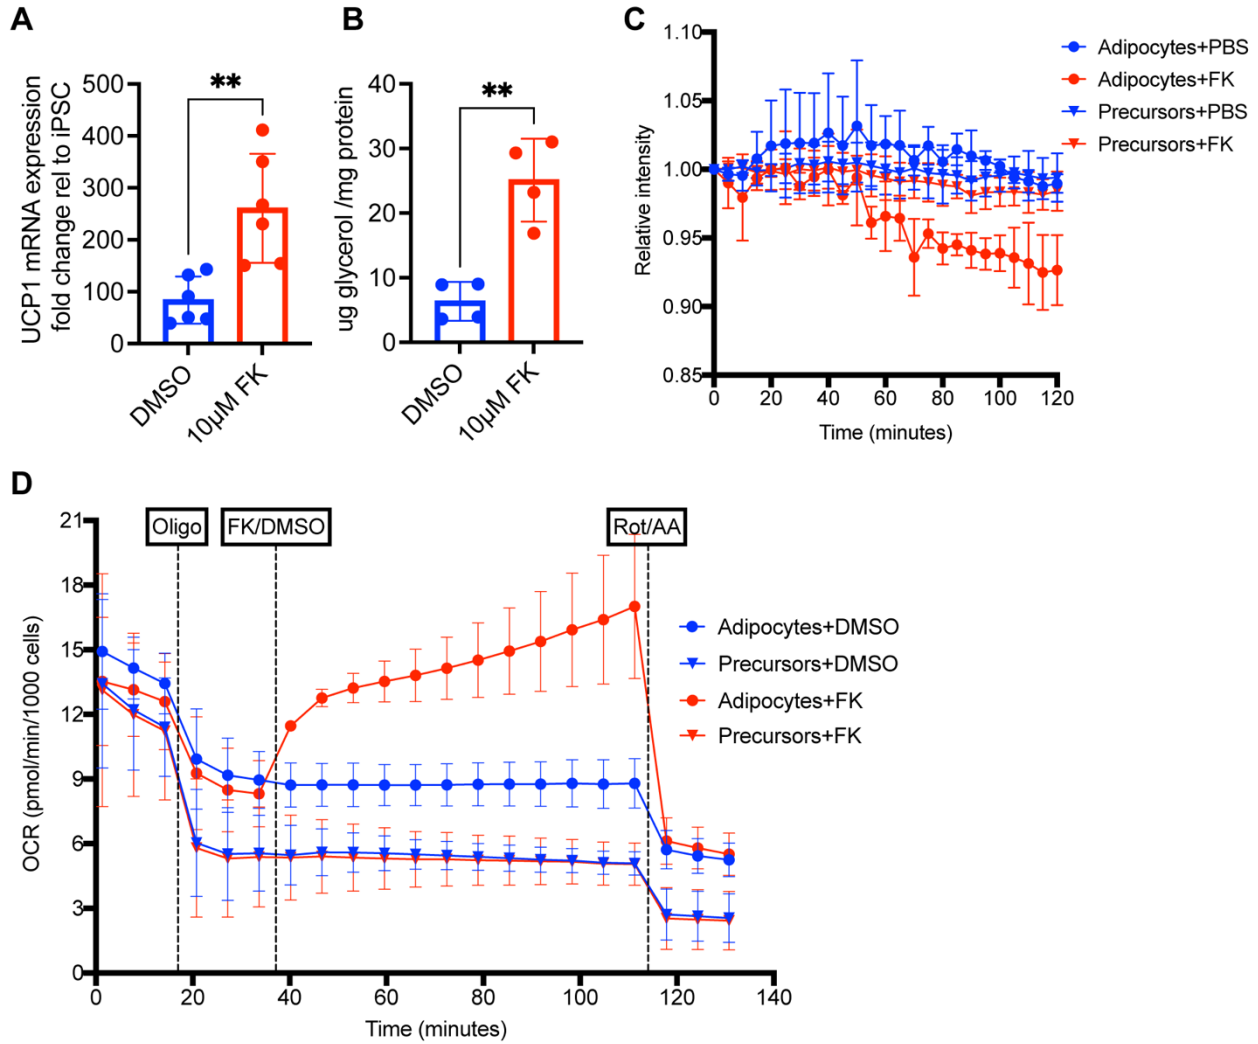 A
UCP1 mRNA expression
fold change rel to iPSC
500
400
300
200
100
0
**
DMSO
10µM FK
B
ug glycerol /mg protein
40
30
20
10
0
**
DMSO
10µM FK
C
Relative intensity
1.10
1.05
1.00
0.95
0.90
0.85
0 20 40 60 80 100 120
Time (minutes)
Adipocytes+PBS
Adipocytes+FK
Precursors+PBS
Precursors+FK
D
OCR (pmol/min/1000 cells)
21
18
15
12
9
6
3
0
Oligo
FK/DMSO
Rot/AA
0 20 40 60 80 100 120 140
Time (minutes)
Adipocytes+DMSO
Precursors+DMSO
Adipocytes+FK
Precursors+FK